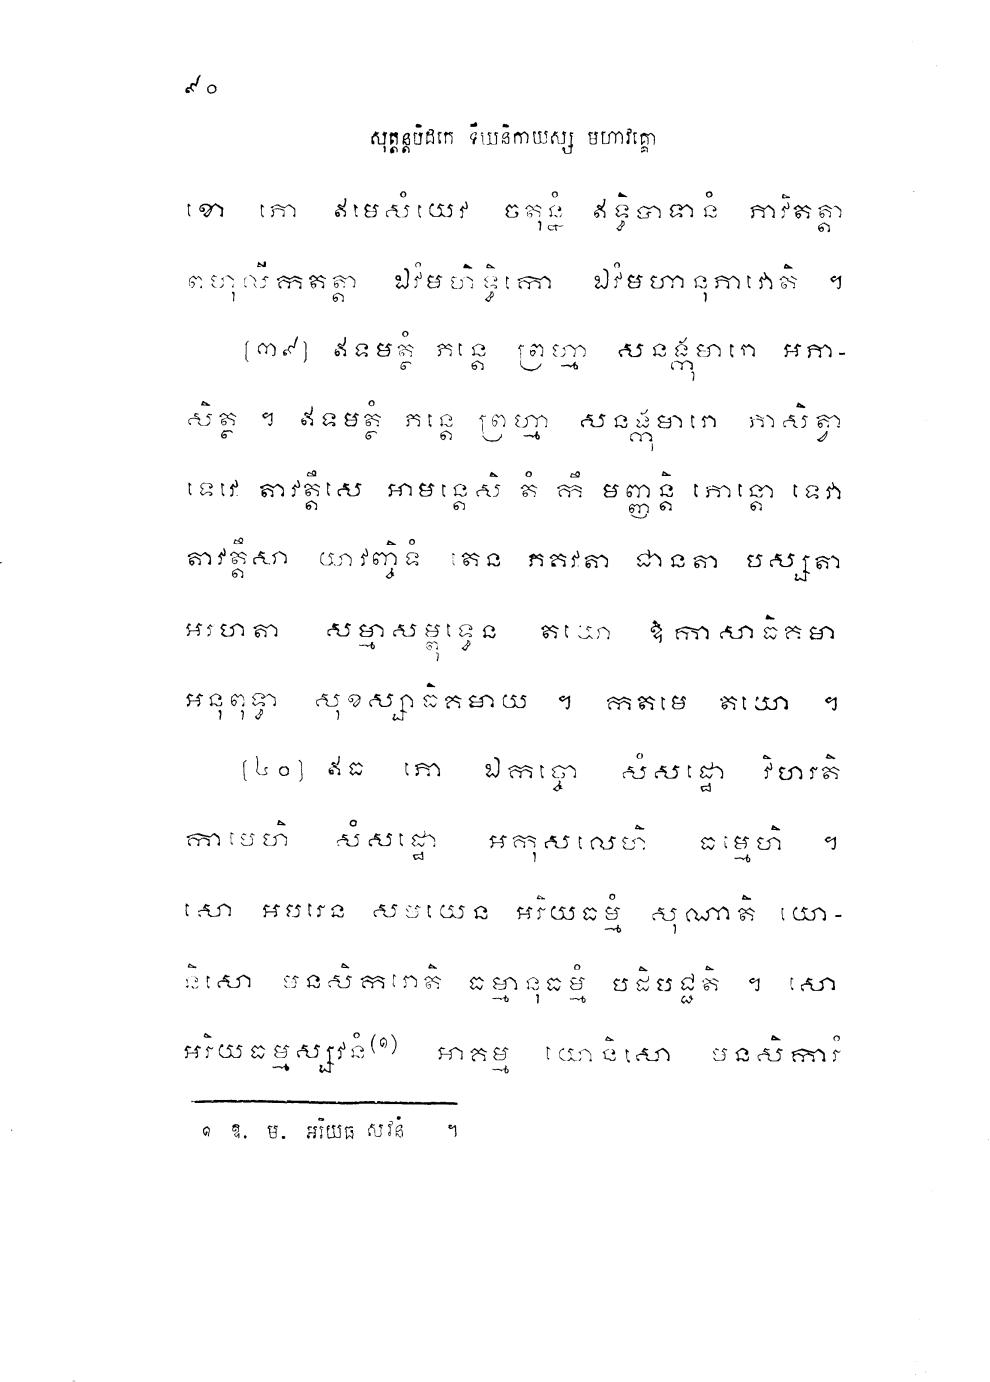 ៩០
សុត្តន្តបិដកេ ទីឃនិកាយស្ស មហាវគ្គោ
ខោ ភោ ឥមេសំយេវ ចតុន្នំ ឥទ្ធិបាទានំ ភាវិតត្តា
ពហុលីកតត្តា ឯវំមហិទ្ធិកោ ឯវំមហានុភាវោតិ ។
(៣៩) ឥទមត្ថំ ភន្តេ ព្រហ្មា សនង្កុមារោ អភា-
សិត្ថ ។ ឥទមត្ថំ ភន្តេ ព្រហ្មា សនង្កុមារោ ភាសិត្វា
ទេវេ តាវត្តឹសេ អាមន្តេសិ តំ កឹ មញ្ញន្តិ ភោន្តោ ទេវា
តាវត្តឹសា យាវញ្ចិទំ តេន ភគវតា ជានតា បស្សតា
អរហតា សម្មាសម្ពុទ្ធេន តយោ ឱកាសាធិគមា
អនុពុទ្ធា សុខស្សាធិគមាយ ។ កតមេ តយោ ។
(៤០) ឥធ ភោ ឯកច្ចោ សំសដ្ឋោ វិហរតិ
កាមេហិ សំសដ្ឋោ អកុសលេហិ ធម្មេហិ ។
សោ អបរេន សមយេន អរិយធម្មំ សុណាតិ យោ-
និសោ មនសិករោតិ ធម្មានុធម្មំ បដិបជ្ជតិ ។ សោ
អរិយធម្មស្សវនំ(១) អាគម្ម យោនិសោ មនសិការំ
១ ឱ. ម. អរិយធ សវនំ ។